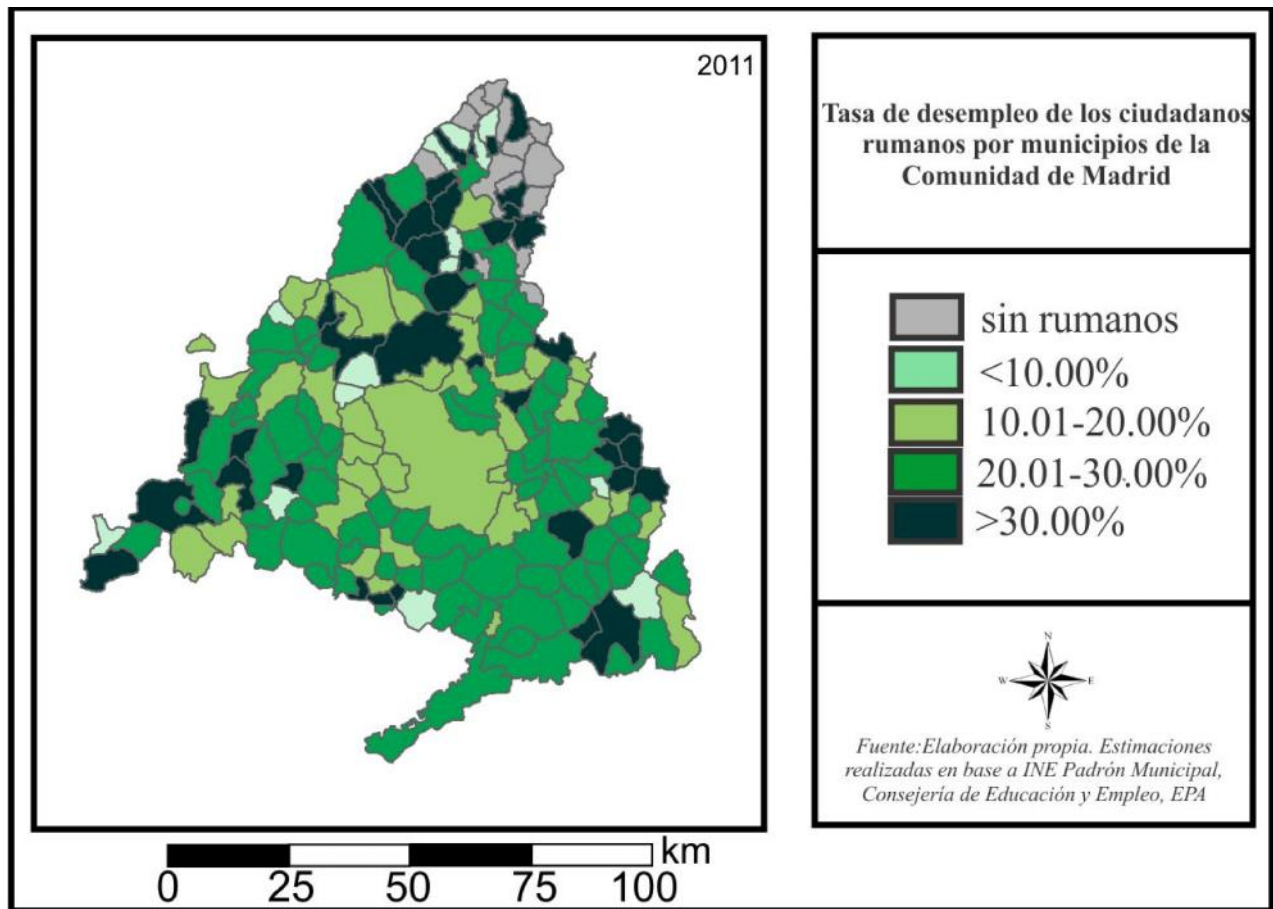 2011
Tasa de desempleo de los ciudadanos
rumanos por municipios de la
Comunidad de Madrid
sin rumanos
<10.00%
10.01-20.00%
20.01-30.00%
>30.00%
N
W E
S
Fuente:Elaboración propia. Estimaciones
realizadas en base a INE Padrón Municipal,
Consejería de Educación y Empleo, EPA
km
0 25 50 75 100